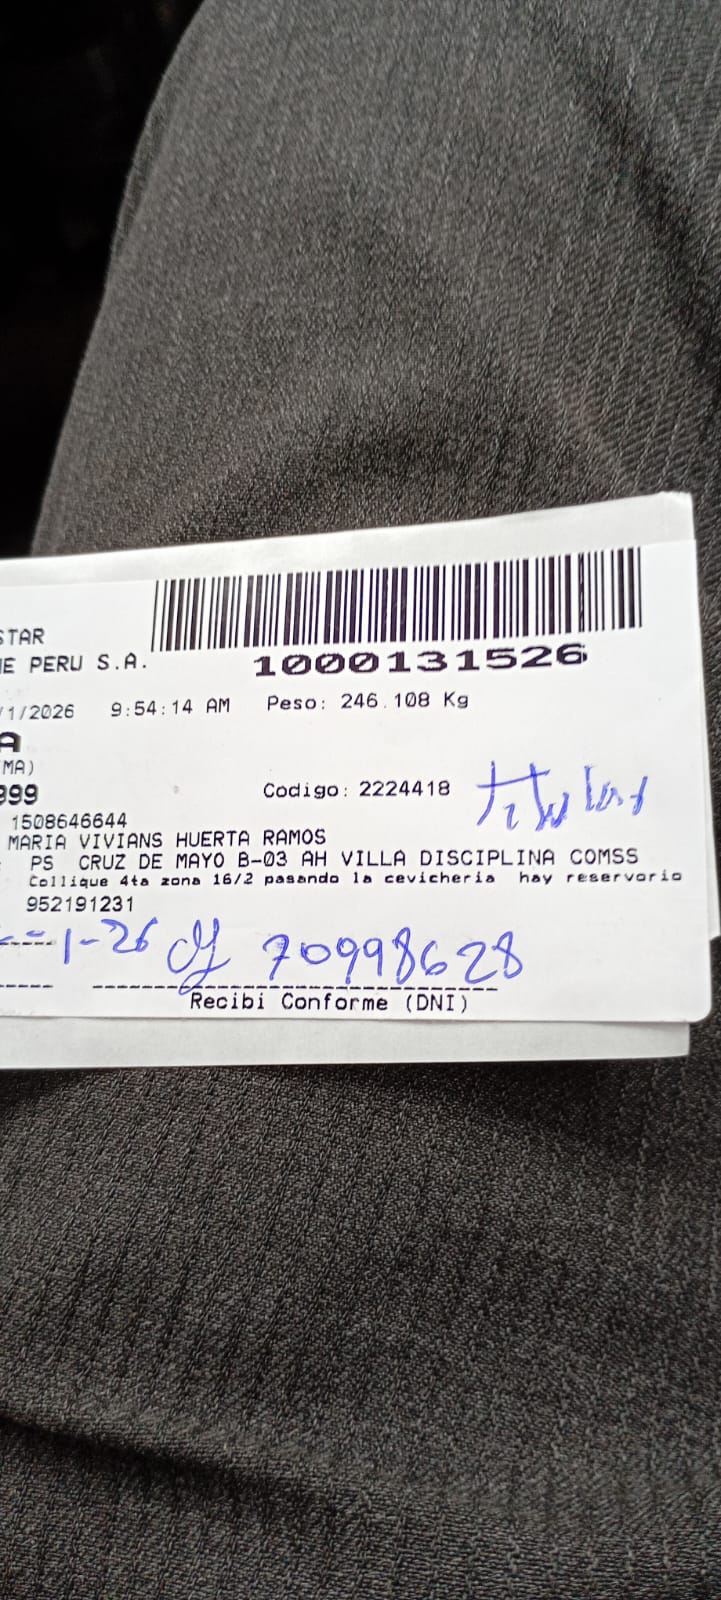 STAR
E PERU S.A.
1000131526
/1/2026 9:54:14 AM Peso: 246.108 Kg
A
(MA)
999 Codigo: 2224418 titular
1508646644
MARIA VIVIANS HUERTA RAMOS
PS CRUZ DE MAYO B-03 AH VILLA DISCIPLINA COMSS
Collique 4ta zona 16/2 pasando la cevicheria hay reservorio
952191231
-1-26 70998628
Recibi Conforme (DNI)